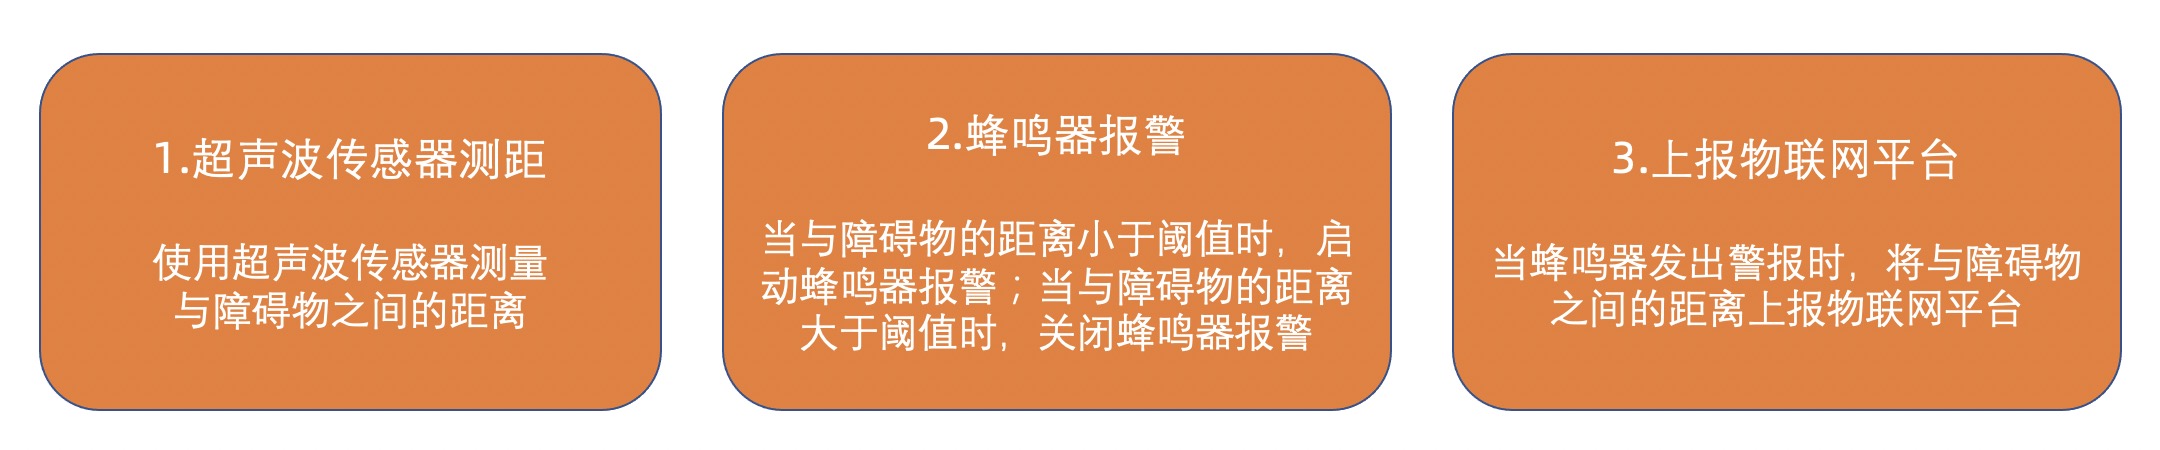 1.超声波传感器测距
使用超声波传感器测量
与障碍物之间的距离
2.蜂鸣器报警
当与障碍物的距离小于阈值时，启
动蜂鸣器报警；当与障碍物的距离
大于阈值时，关闭蜂鸣器报警
3.上报物联网平台
当蜂鸣器发出警报时，将与障碍物
之间的距离上报物联网平台